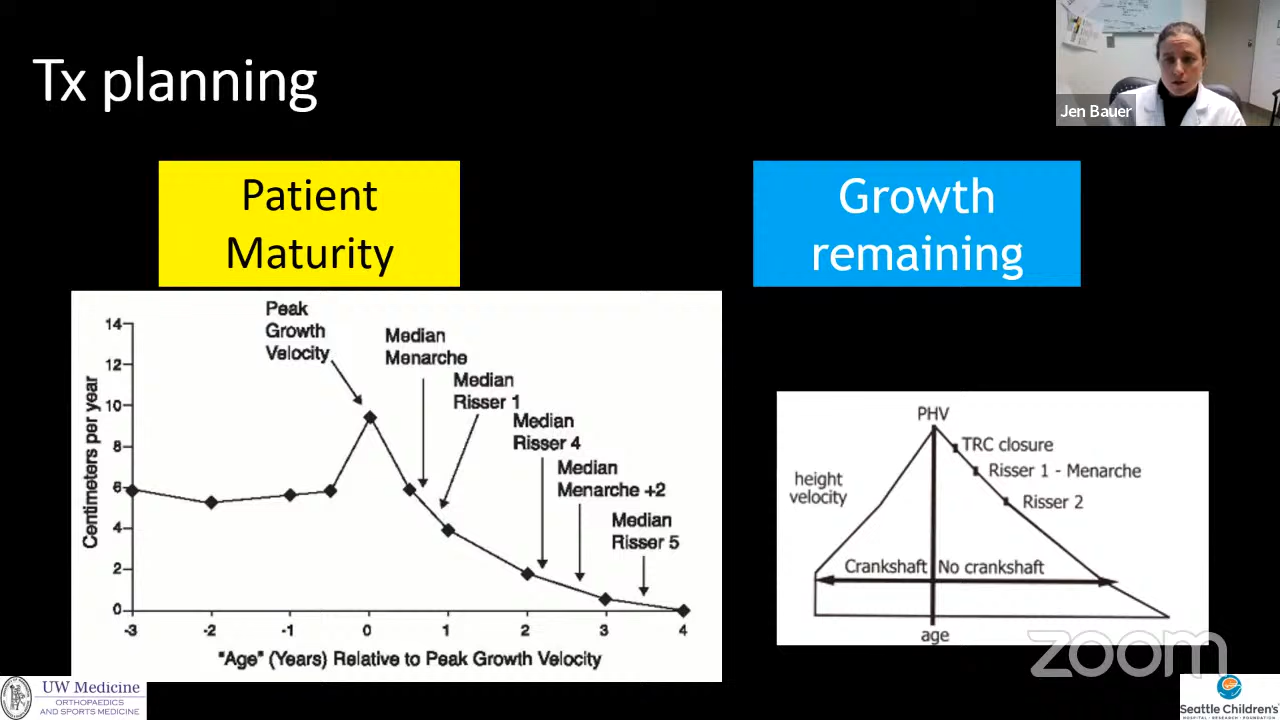 Tx planning
Jen Bauer
Patient
Maturity
Growth
remaining
Peak
Growth
Velocity
Median
Menarche
Median
Risser 1
Median
Risser 4
Median
Menarche +2
Median
Risser 5
Centimeters per year
14
12
10
8
6
4
2
0
-3
-2
-1
0
1
2
3
4
"Age" (Years) Relative to Peak Growth Velocity
PHV
TRC closure
Risser 1 - Menarche
Risser 2
height
velocity
Crankshaft
No crankshaft
age
zoom
UW Medicine
ORTHOPAEDICS
AND SPORTS MEDICINE
Seattle Children's
HOSPITAL • RESEARCH • FOUNDATION